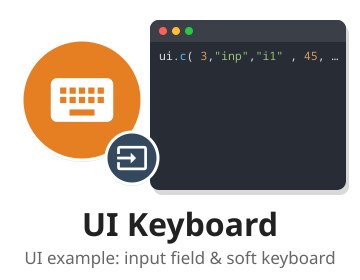 ui.c( 3,"inp","i1" , 45, …
UI Keyboard
UI example: input field & soft keyboard